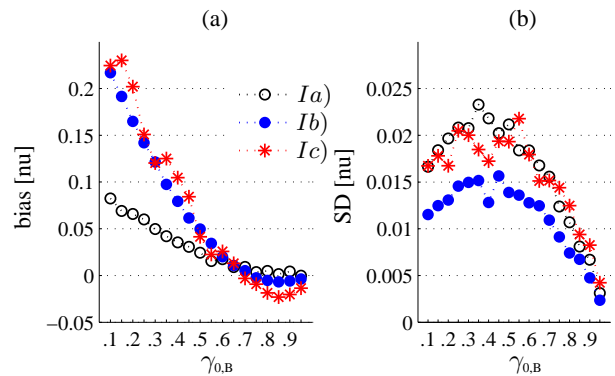 (a)
bias [nu]
0.2
0.15
0.1
0.05
0
−0.05
.1 .2 .3 .4 .5 .6 .7 .8 .9
γ0,B
Ia)
Ib)
Ic)
(b)
SD [nu]
0.025
0.02
0.015
0.01
0.005
0
.1 .2 .3 .4 .5 .6 .7 .8 .9
γ0,B